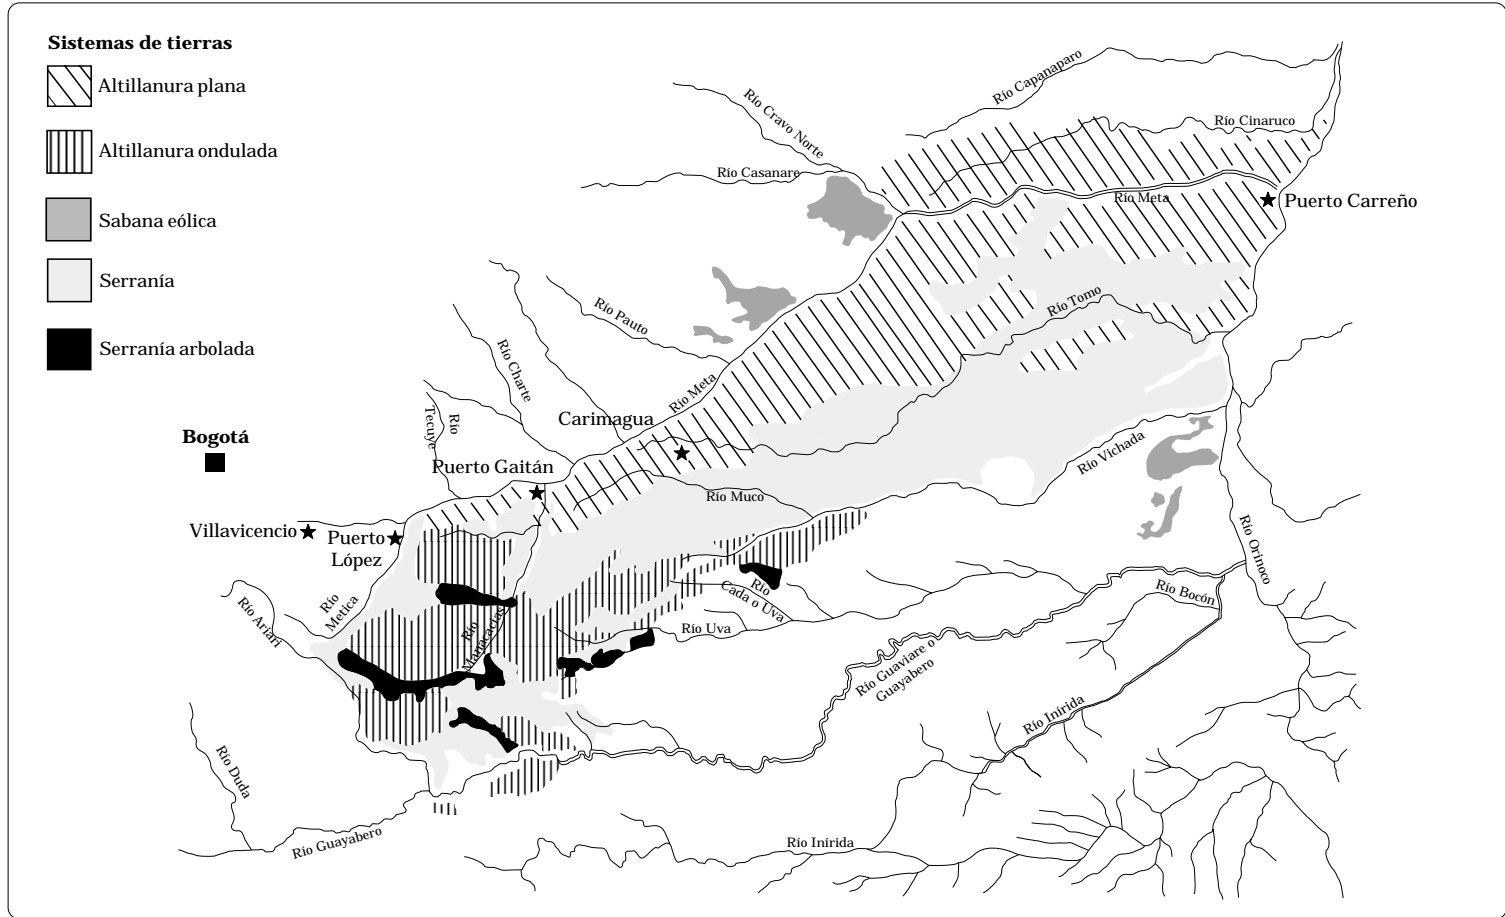 Sistemas de tierras
Altillanura plana
Altillanura ondulada
Sabana eólica
Serranía
Serranía arbolada
Río Capanaparo
Río Cinaruco
Río Cravo Norte
Río Casanare
Río Meta
Puerto Carreño
Río Tomo
Río Pauto
Río Charte
Río Meta
Río
Tecuye
Carimagua
Bogotá
Puerto Gaitán
Río Muco
Río Vichada
Villavicencio
Puerto
López
Río Orinoco
Río
Metica
Río Ariari
Río
Manacacías
Río
Cada o Uva
Río Uva
Río Bocón
Río Guaviare o
Guayabero
Río Inírida
Río Duda
Río Guayabero
Río Inírida